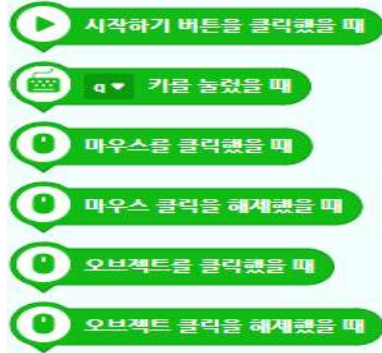 시작하기 버튼을 클릭했을 때
q 키를 눌렀을 때
마우스를 클릭했을 때
마우스 클릭을 해제했을 때
오브젝트를 클릭했을 때
오브젝트 클릭을 해제했을 때